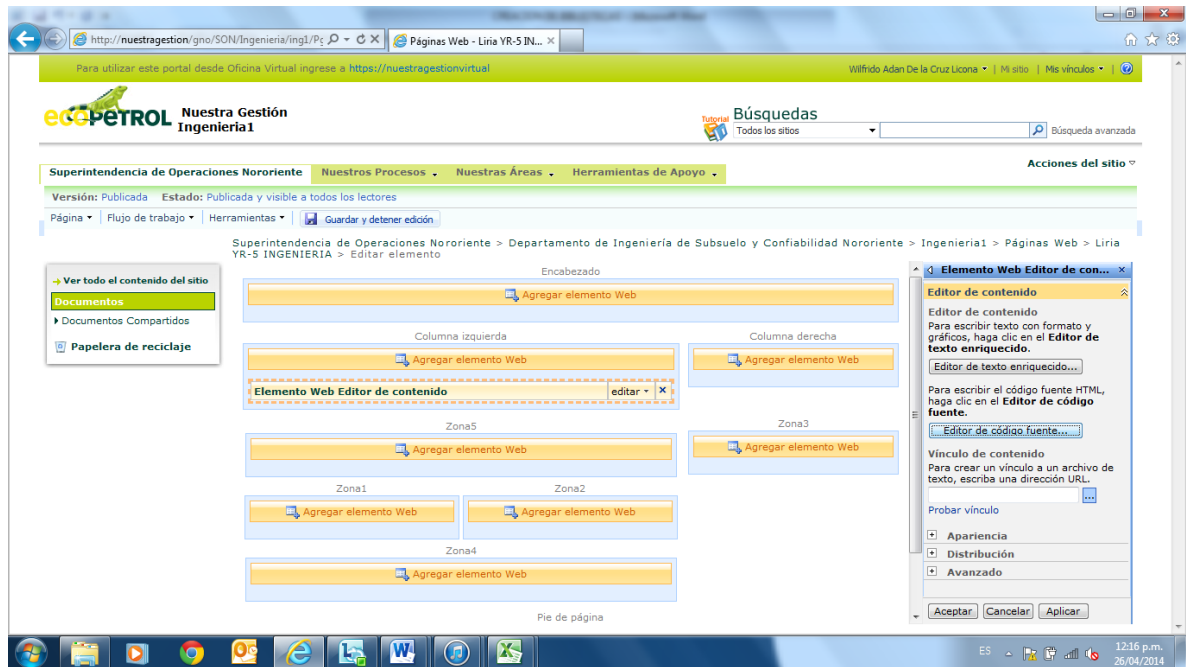 http://nuestragestion/gno/SON/Ingenieria/ing1/Pa
Páginas Web - Liria YR-5 IN...
Para utilizar este portal desde Oficina Virtual ingrese a https://nuestragestionvirtual
Wilfrido Adan De la Cruz Licona | Mi sitio | Mis vínculos |
ecoPETROL
Nuestra Gestión
Ingenieria1
Tutorial
Búsquedas
Todos los sitios
Búsqueda avanzada
Acciones del sitio
Superintendencia de Operaciones Nororiente Nuestros Procesos Nuestras Áreas Herramientas de Apoyo
Versión: Publicada Estado: Publicada y visible a todos los lectores
Página Flujo de trabajo Herramientas Guardar y detener edición
Superintendencia de Operaciones Nororiente > Departamento de Ingeniería de Subsuelo y Confiabilidad Nororiente > Ingenieria1 > Páginas Web > Liria
YR-5 INGENIERIA > Editar elemento
Ver todo el contenido del sitio
Documentos
Documentos Compartidos
Papelera de reciclaje
Encabezado
Agregar elemento Web
Columna izquierda
Agregar elemento Web
Elemento Web Editor de contenido editar
Columna derecha
Agregar elemento Web
Zona5
Agregar elemento Web
Zona3
Agregar elemento Web
Zona1
Agregar elemento Web
Zona2
Agregar elemento Web
Zona4
Agregar elemento Web
Pie de página
Elemento Web Editor de con...
Editor de contenido
Editor de contenido
Para escribir texto con formato y
gráficos, haga clic en el Editor de
texto enriquecido.
Editor de texto enriquecido...
Para escribir el código fuente HTML,
haga clic en el Editor de código
fuente.
Editor de código fuente...
Vínculo de contenido
Para crear un vínculo a un archivo de
texto, escriba una dirección URL.
...
Probar vínculo
Apariencia
Distribución
Avanzado
Aceptar Cancelar Aplicar
ES
12:16 p.m.
26/04/2014